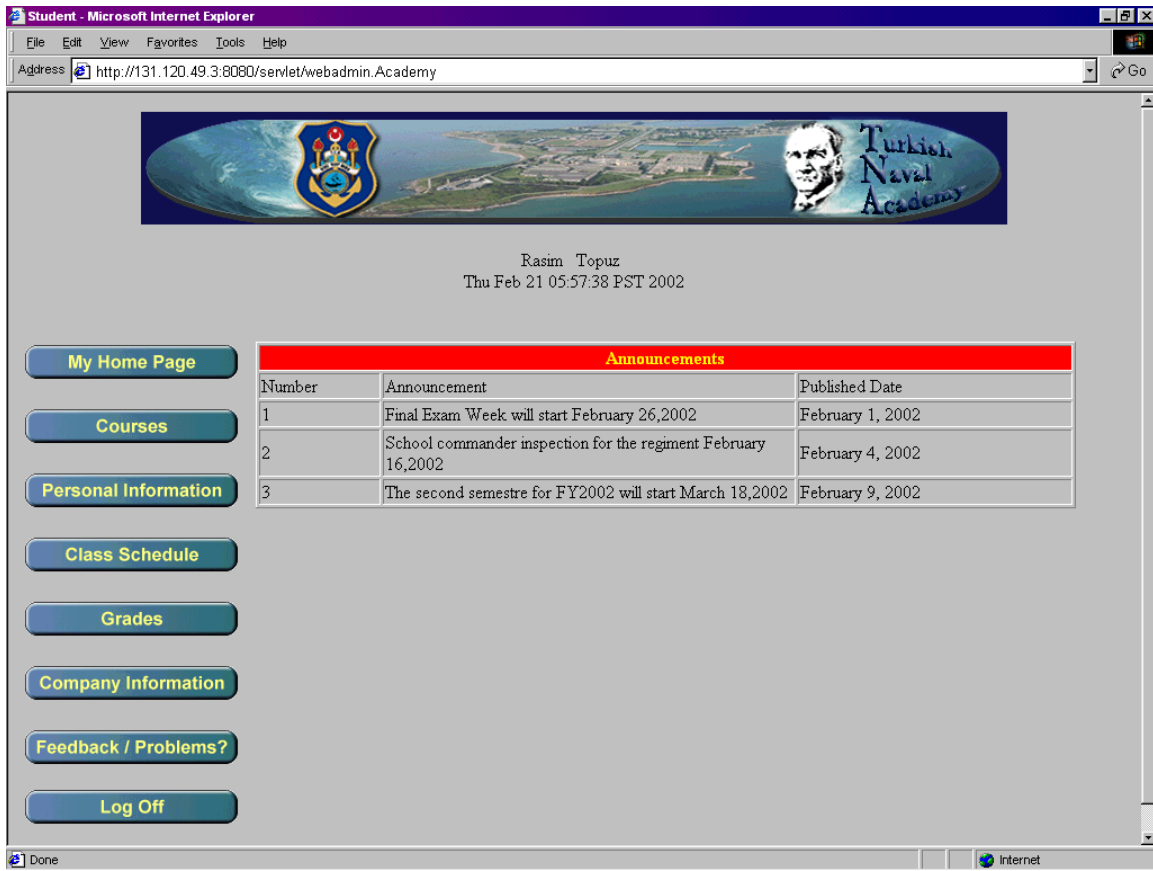 Student - Microsoft Internet Explorer
File Edit View Favorites Tools Help
Address http://131.120.49.3:8080/servlet/webadmin.Academy Go
Turkish
Naval
Academy
Rasim Topuz
Thu Feb 21 05:57:38 PST 2002
My Home Page
Courses
Personal Information
Class Schedule
Grades
Company Information
Feedback / Problems?
Log Off
Announcements
Number Announcement Published Date
1 Final Exam Week will start February 26,2002 February 1, 2002
2 School commander inspection for the regiment February
16,2002 February 4, 2002
3 The second semestre for FY2002 will start March 18,2002 February 9, 2002
Done Internet